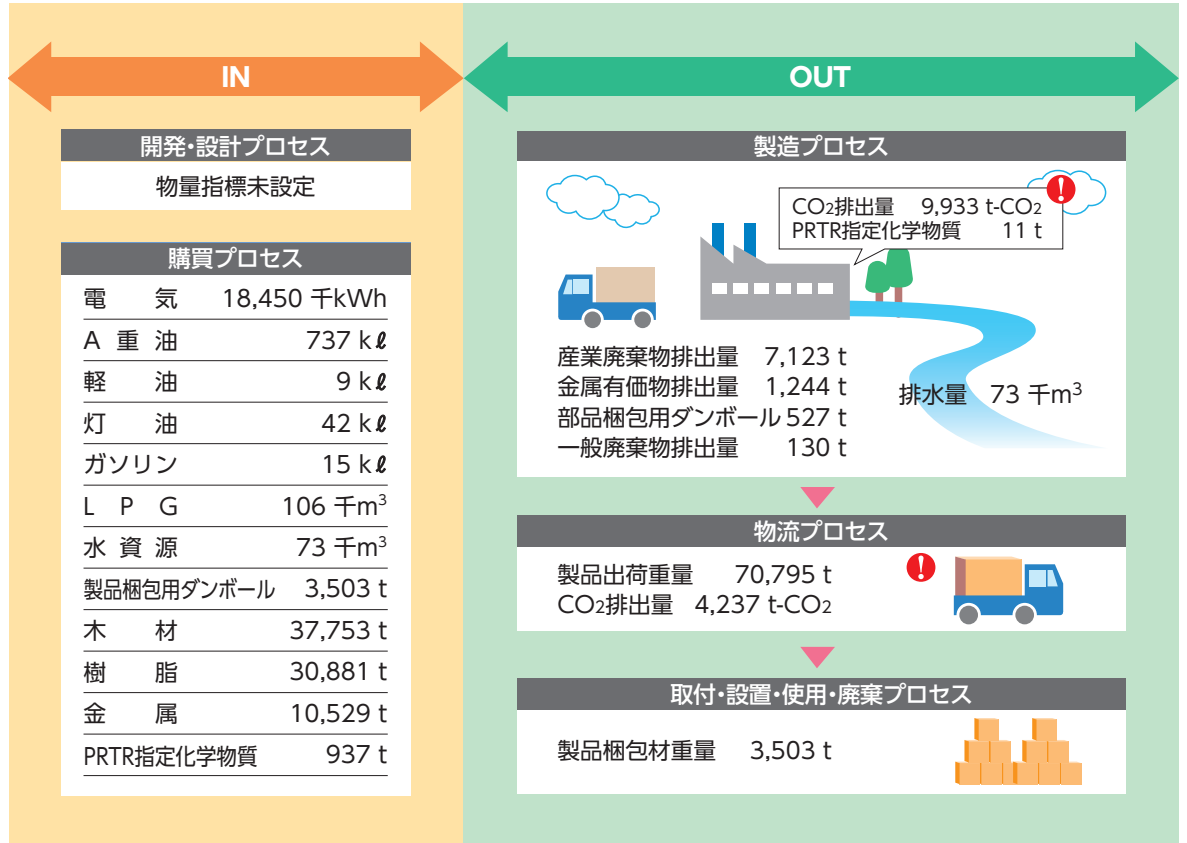 IN
開発・設計プロセス
物量指標未設定
購買プロセス
電気 18,450 千kWh
A重油 737 kℓ
軽油 9 kℓ
灯油 42 kℓ
ガソリン 15 kℓ
LPG 106 千m³
水資源 73 千m³
製品梱包用ダンボール 3,503 t
木材 37,753 t
樹脂 30,881 t
金属 10,529 t
PRTR指定化学物質 937 t
OUT
製造プロセス
CO2排出量 9,933 t-CO2
PRTR指定化学物質 11 t
産業廃棄物排出量 7,123 t
金属有価物排出量 1,244 t
部品梱包用ダンボール 527 t
一般廃棄物排出量 130 t
排水量 73 千m³
物流プロセス
製品出荷重量 70,795 t
CO2排出量 4,237 t-CO2
取付・設置・使用・廃棄プロセス
製品梱包材重量 3,503 t